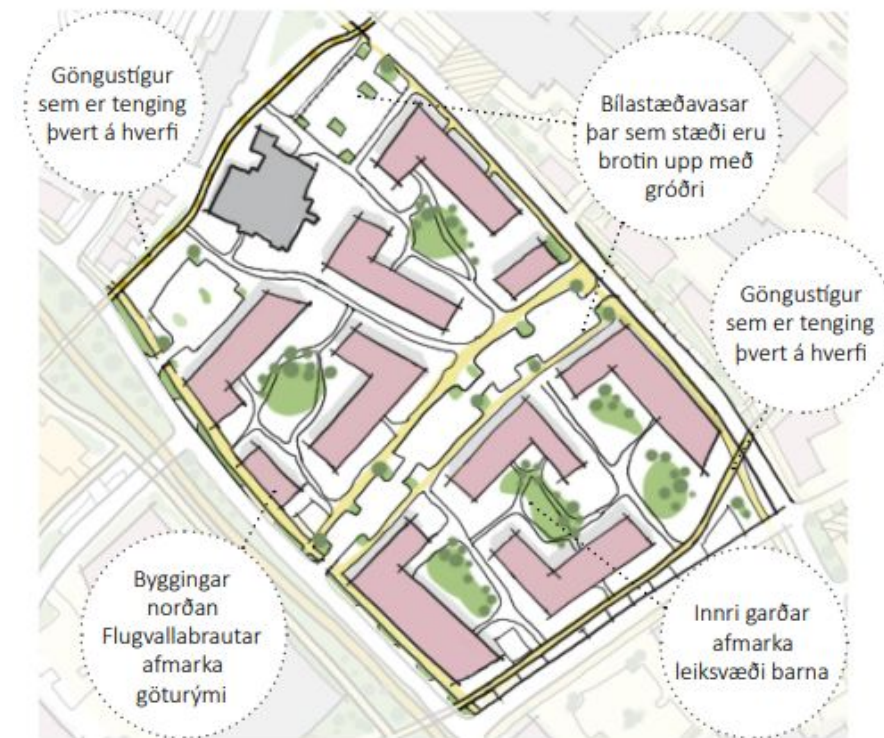 Göngustígur
sem er tenging
þvert á hverfi
Bílastæðavasar
þar sem stæði eru
brotin upp með
gróðri
Göngustígur
sem er tenging
þvert á hverfi
Byggingar
norðan
Flugvallabrautar
afmarka
göturými
Innri garðar
afmarka
leiksvæði barna